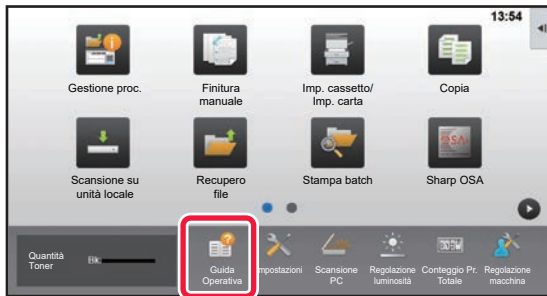 13:54
Gestione proc.
Finitura
manuale
Imp. cassetto/
Imp. carta
Copia
Scansione su
unità locale
Recupero
file
Stampa batch
Sharp OSA
Quantità
Toner
Bk:
Guida
Operativa
Impostazioni
Scansione
PC
Regolazione
luminosità
Conteggio Pr.
Totale
Regolazione
macchina